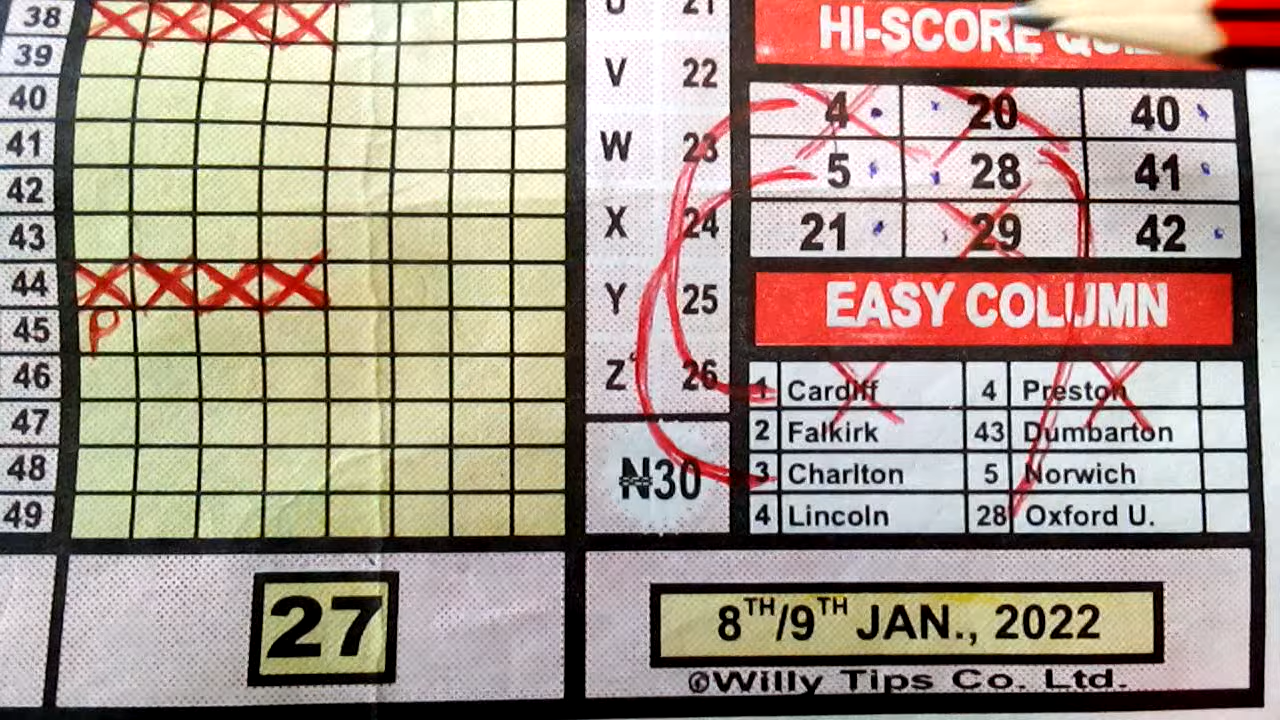 38
39
40
41
42
43
44
45
46
47
48
49
27
21
V 22
W 23
X 24
Y 25
Z 26
₦30
HI-SCORE
4 20 40
5 28 41
21 29 42
EASY COLUMN
1 Cardiff 4 Preston
2 Falkirk 43 Dumbarton
3 Charlton 5 Norwich
4 Lincoln 28 Oxford U.
8TH/9TH JAN., 2022
©Willy Tips Co. Ltd.